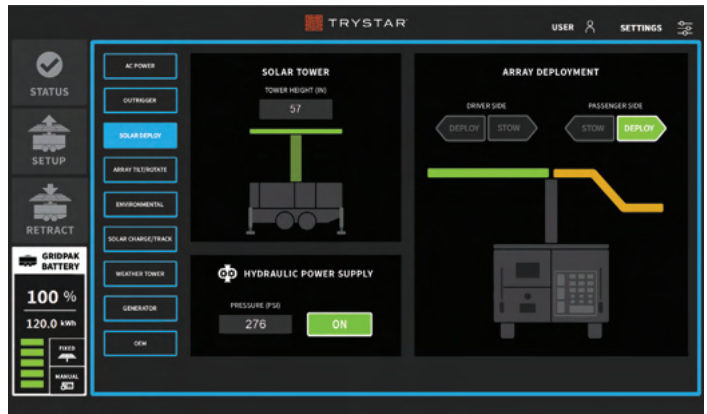 TRYSTAR
USER
SETTINGS
STATUS
SETUP
RETRACT
GRIDPAK
BATTERY
100 %
120.0 kWh
FIXED
MANUAL
AC POWER
OUTRIGGER
SOLAR DEPLOY
ARRAY TILT/ROTATE
ENVIRONMENTAL
SOLAR CHARGE/TRACK
WEATHER TOWER
GENERATOR
OEM
SOLAR TOWER
TOWER HEIGHT (IN)
57
HYDRAULIC POWER SUPPLY
PRESSURE (PSI)
276
ON
ARRAY DEPLOYMENT
DRIVER SIDE
PASSENGER SIDE
DEPLOY
STOW
STOW
DEPLOY